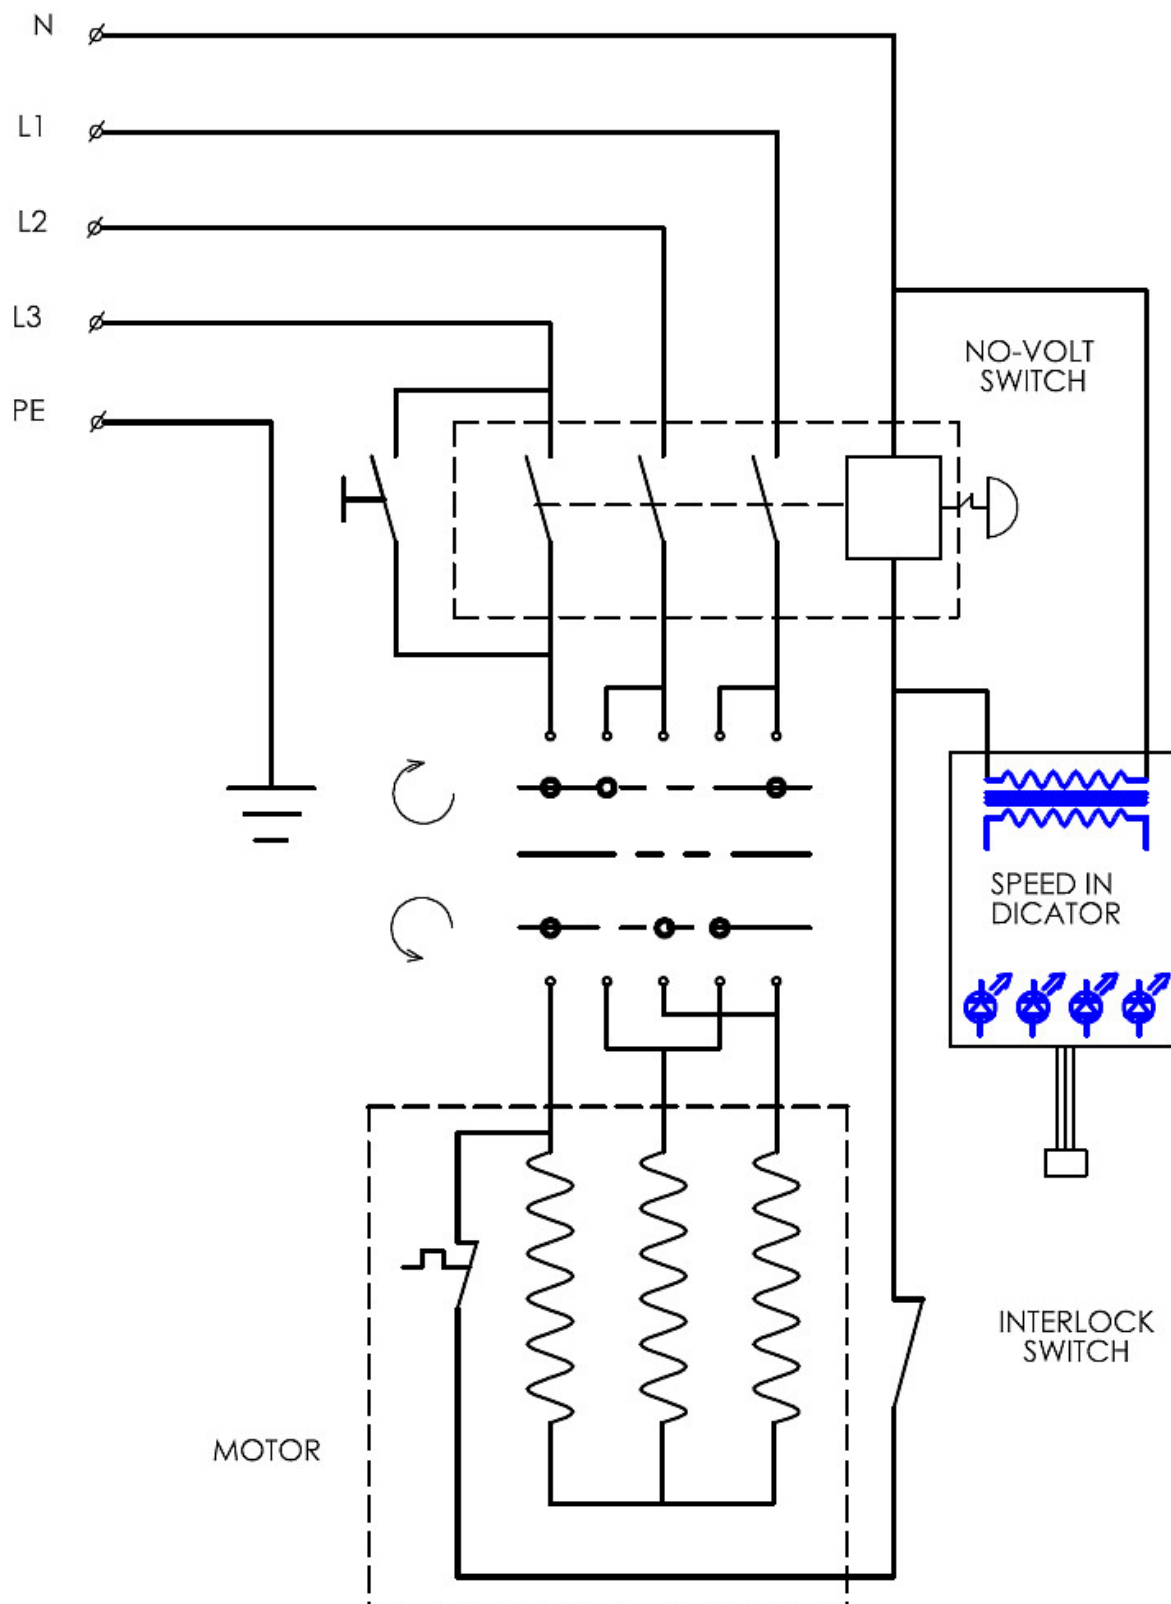 N
L1
L2
L3
PE
NO-VOLT
SWITCH
SPEED IN
DICATOR
INTERLOCK
SWITCH
MOTOR